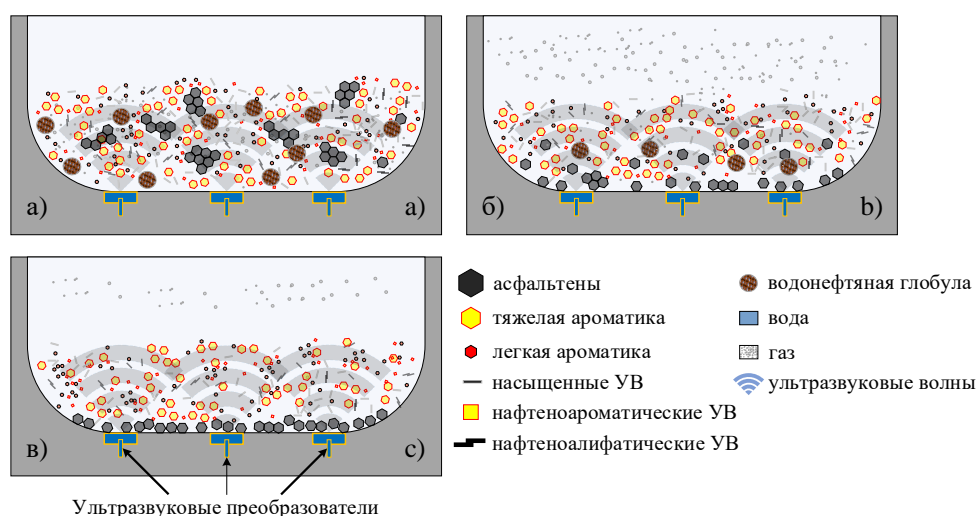 а) а)
б) b)
в) c)
асфальтены
тяжелая ароматика
легкая ароматика
насыщенные УВ
нафтеноароматические УВ
нафтеноалифатические УВ
водонефтяная глобула
вода
газ
ультразвуковые волны
Ультразвуковые преобразователи